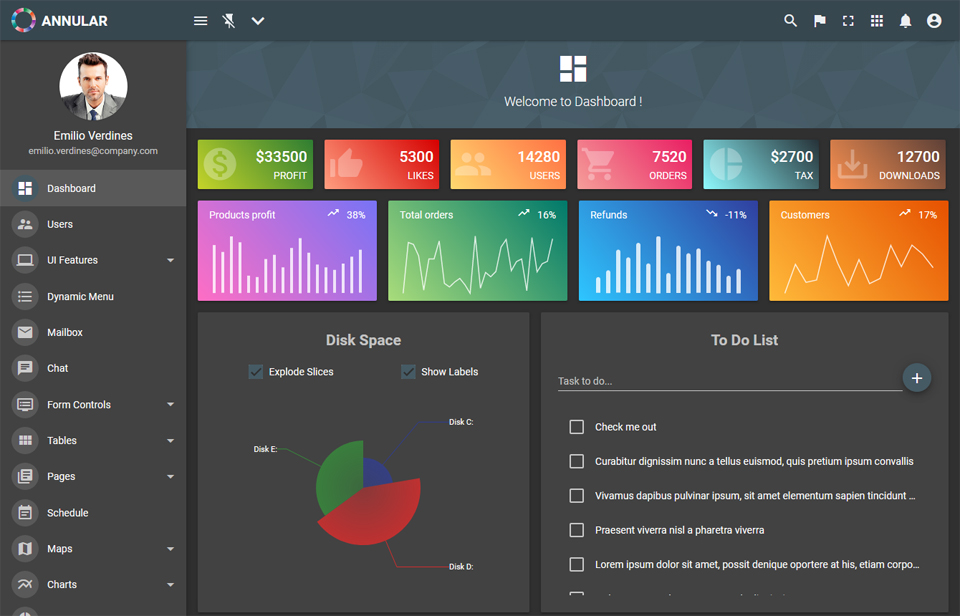 ANNULAR
Emilio Verdines
emilio.verdines@company.com
Dashboard
Users
UI Features
Dynamic Menu
Mailbox
Chat
Form Controls
Tables
Pages
Schedule
Maps
Charts
Welcome to Dashboard !
$33500
PROFIT
5300
LIKES
14280
USERS
7520
ORDERS
$2700
TAX
12700
DOWNLOADS
Products profit 38%
Total orders 16%
Refunds -11%
Customers 17%
Disk Space
Explode Slices Show Labels
Disk C:
Disk E:
Disk D:
To Do List
Task to do...
Check me out
Curabitur dignissim nunc a tellus euismod, quis pretium ipsum convallis
Vivamus dapibus pulvinar ipsum, sit amet elementum sapien tincidunt ...
Praesent viverra nisl a pharetra viverra
Lorem ipsum dolor sit amet, possit denique oportere at his, etiam corpo...